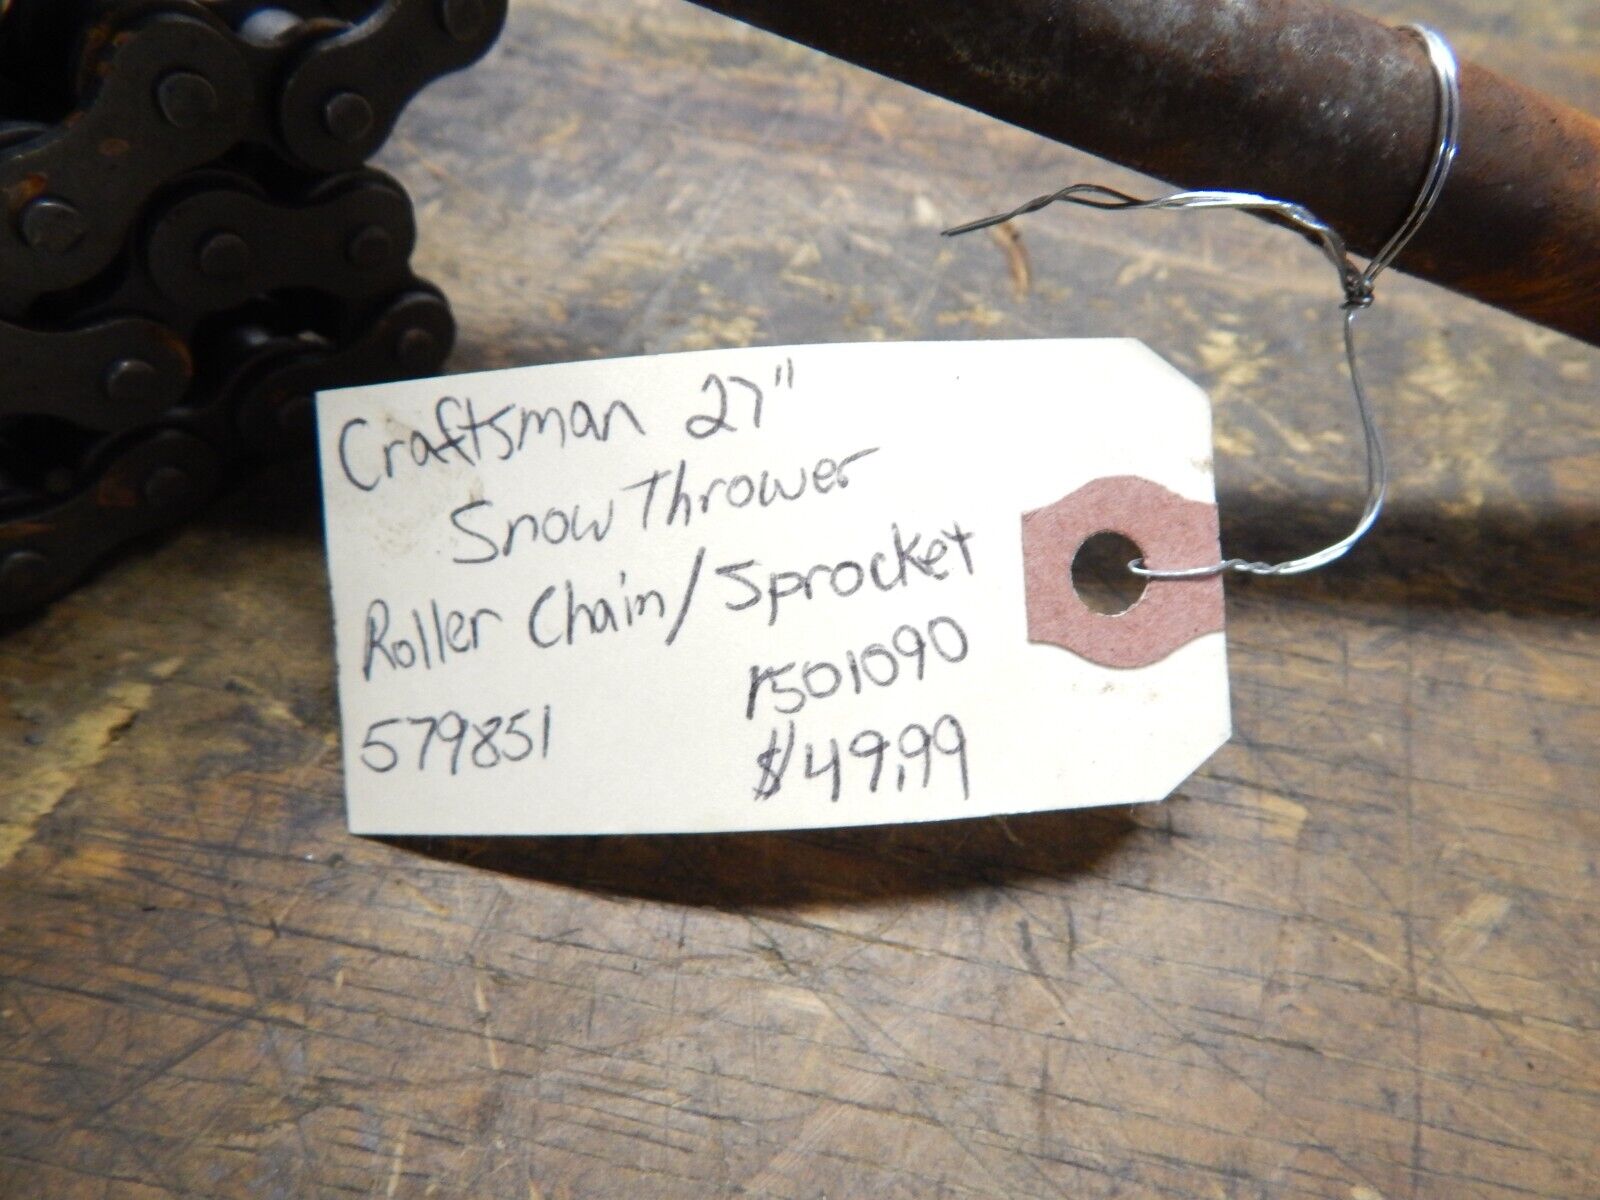 Craftsman 27"
Snow Thrower
Roller Chain/Sprocket
1501090
579851 $49.99